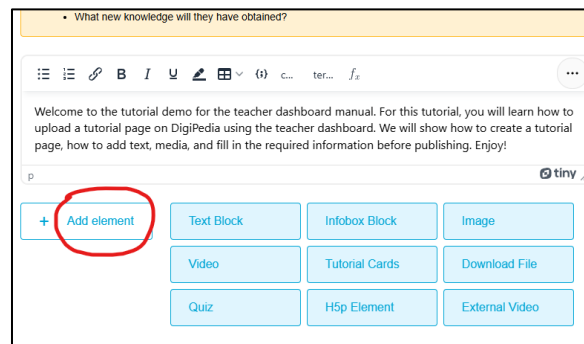 What new knowledge will they have obtained?
B I U {;} c... ter... fx ...
Welcome to the tutorial demo for the teacher dashboard manual. For this tutorial, you will learn how to
upload a tutorial page on DigiPedia using the teacher dashboard. We will show how to create a tutorial
page, how to add text, media, and fill in the required information before publishing. Enjoy!
p tiny
+ Add element Text Block Infobox Block Image
Video Tutorial Cards Download File
Quiz H5p Element External Video